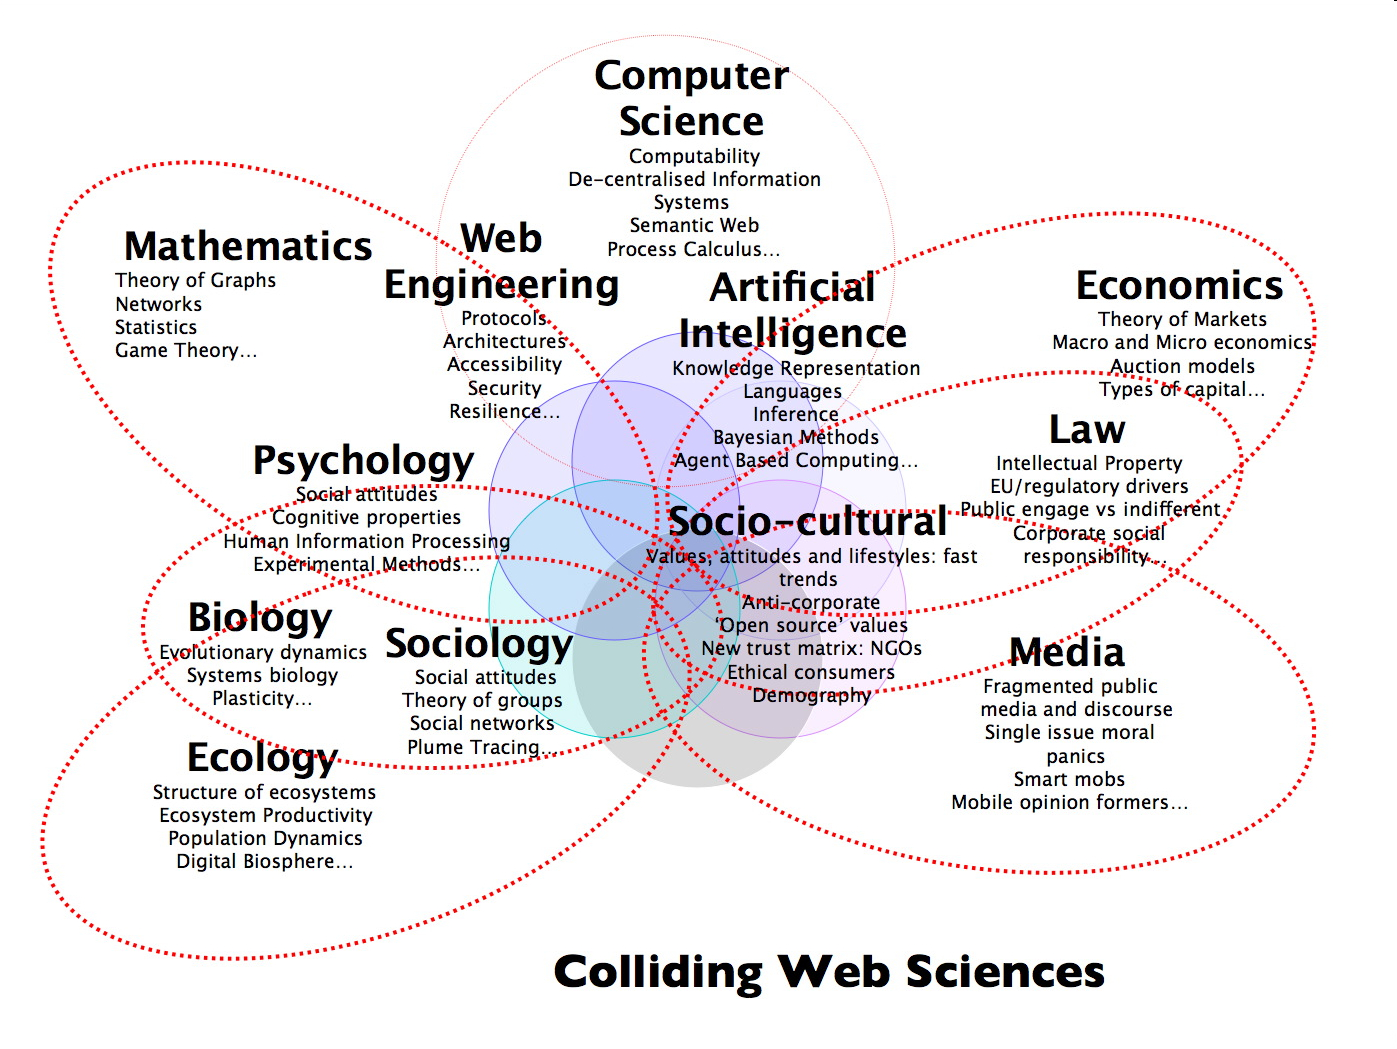 Computer
Science
Computability
De-centralised Information
Systems
Semantic Web
Process Calculus...
Mathematics
Theory of Graphs
Networks
Statistics
Game Theory...
Web
Engineering
Protocols
Architectures
Accessibility
Security
Resilience...
Artificial
Intelligence
Knowledge Representation
Languages
Inference
Bayesian Methods
Agent Based Computing...
Economics
Theory of Markets
Macro and Micro economics
Auction models
Types of capital...
Law
Intellectual Property
EU/regulatory drivers
Public engage vs indifferent
Corporate social
responsibility...
Psychology
Social attitudes
Cognitive properties
Human Information Processing
Experimental Methods...
Socio-cultural
Values, attitudes and lifestyles: fast
trends
Anti-corporate
‘Open source’ values
New trust matrix: NGOs
Ethical consumers
Demography
Biology
Evolutionary dynamics
Systems biology
Plasticity...
Sociology
Social attitudes
Theory of groups
Social networks
Plume Tracing...
Media
Fragmented public
media and discourse
Single issue moral
panics
Smart mobs
Mobile opinion formers...
Ecology
Structure of ecosystems
Ecosystem Productivity
Population Dynamics
Digital Biosphere...
Colliding Web Sciences